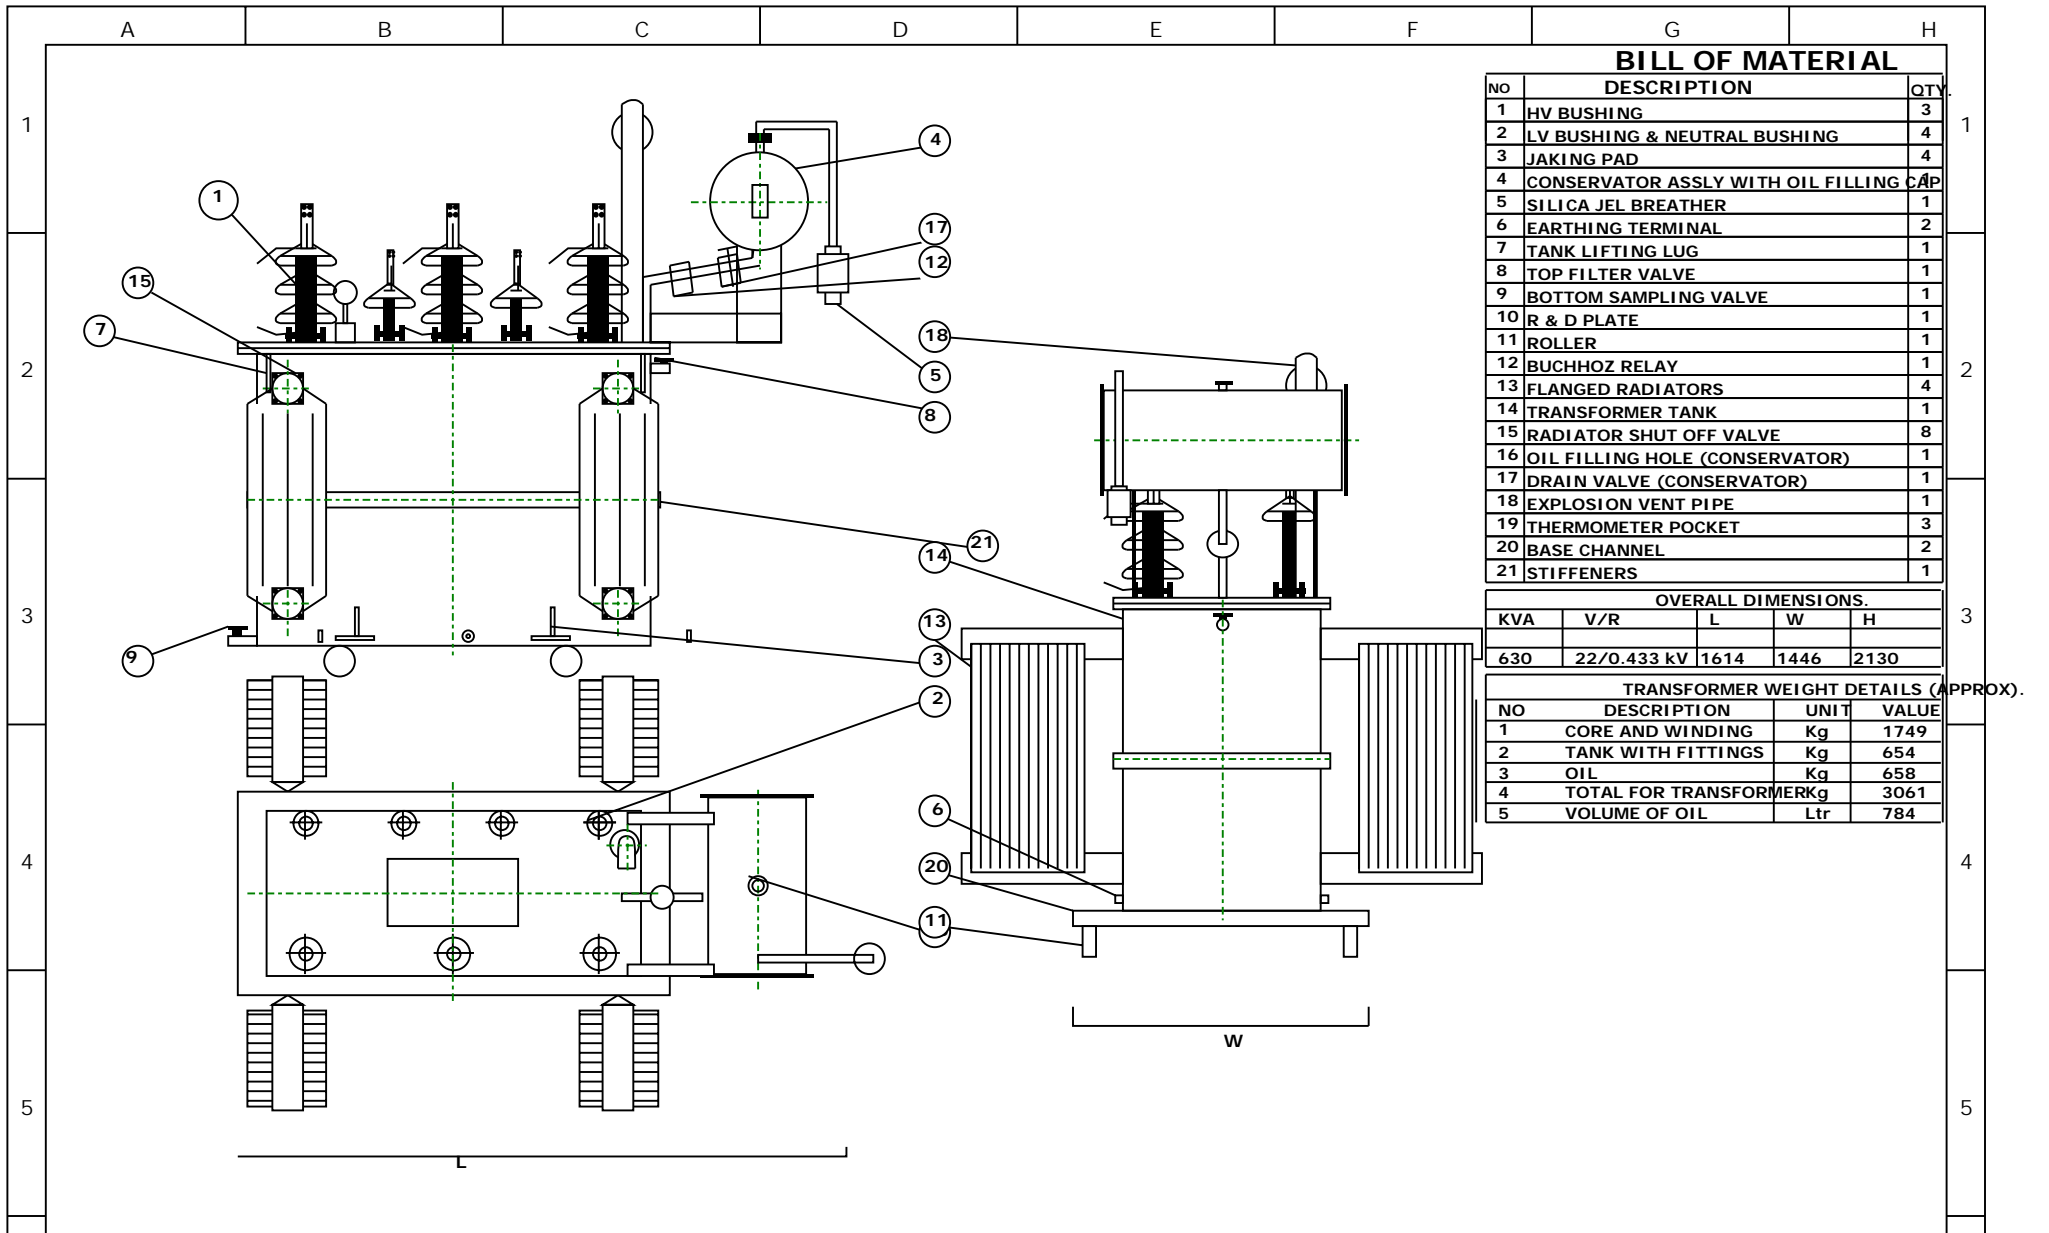 A B C D E F G H
BILL OF MATERIAL
NO DESCRIPTION QTY.
1 HV BUSHING 3
2 LV BUSHING & NEUTRAL BUSHING 4
3 JAKING PAD 4
4 CONSERVATOR ASSLY WITH OIL FILLING CAP 1
5 SILICA JEL BREATHER 1
6 EARTHING TERMINAL 2
7 TANK LIFTING LUG 1
8 TOP FILTER VALVE 1
9 BOTTOM SAMPLING VALVE 1
10 R & D PLATE 1
11 ROLLER 1
12 BUCHHOZ RELAY 1
13 FLANGED RADIATORS 4
14 TRANSFORMER TANK 1
15 RADIATOR SHUT OFF VALVE 8
16 OIL FILLING HOLE (CONSERVATOR) 1
17 DRAIN VALVE (CONSERVATOR) 1
18 EXPLOSION VENT PIPE 1
19 THERMOMETER POCKET 3
20 BASE CHANNEL 2
21 STIFFENERS 1
OVERALL DIMENSIONS.
KVA V/R L W H
630 22/0.433 kV 1614 1446 2130
TRANSFORMER WEIGHT DETAILS (APPROX).
NO DESCRIPTION UNIT VALUE
1 CORE AND WINDING Kg 1749
2 TANK WITH FITTINGS Kg 654
3 OIL Kg 658
4 TOTAL FOR TRANSFORMER Kg 3061
5 VOLUME OF OIL Ltr 784
1
2
3
4
5
1
2
3
4
5
1
15
7
9
4
17
12
18
5
8
21
14
13
3
2
6
20
11
W
L